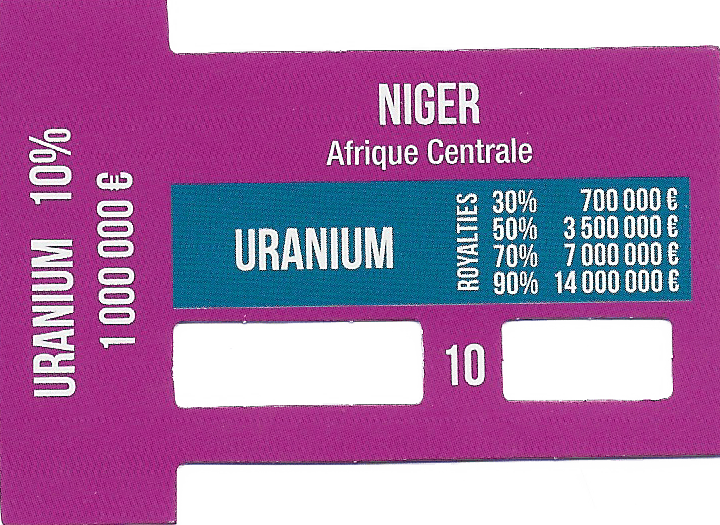 NIGER
Afrique Centrale
URANIUM 10%
1 000 000 €
URANIUM
ROYALTIES
30% 700 000 €
50% 3 500 000 €
70% 7 000 000 €
90% 14 000 000 €
10